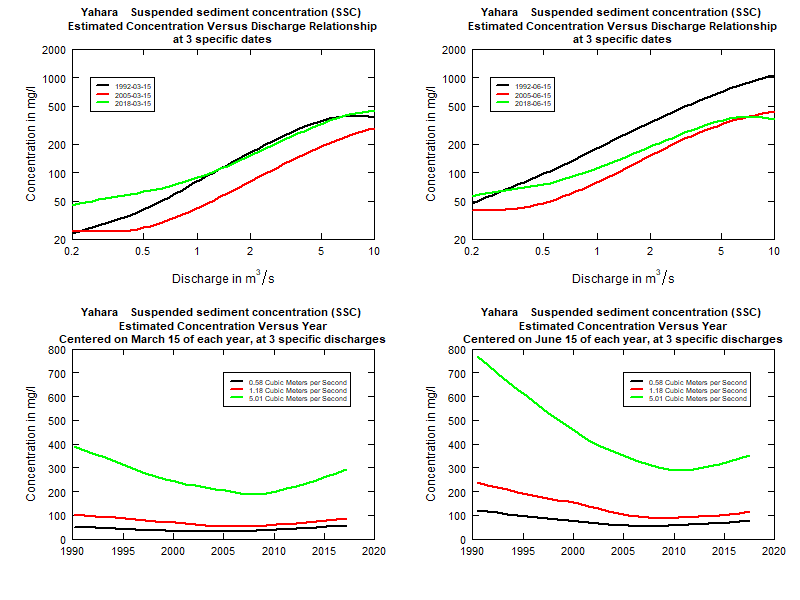 Yahara Suspended sediment concentration (SSC)
Estimated Concentration Versus Discharge Relationship
at 3 specific dates
2000
1000
500
200
100
50
20
Concentration in mg/l
1992-03-15
2005-03-15
2018-03-15
0.2 0.5 1 2 5 10
Discharge in m³/s
Yahara Suspended sediment concentration (SSC)
Estimated Concentration Versus Discharge Relationship
at 3 specific dates
2000
1000
500
200
100
50
20
Concentration in mg/l
1992-06-15
2005-06-15
2018-06-15
0.2 0.5 1 2 5 10
Discharge in m³/s
Yahara Suspended sediment concentration (SSC)
Estimated Concentration Versus Year
Centered on March 15 of each year, at 3 specific discharges
800
700
600
500
400
300
200
100
0
Concentration in mg/l
0.58 Cubic Meters per Second
1.18 Cubic Meters per Second
5.01 Cubic Meters per Second
1990 1995 2000 2005 2010 2015 2020
Yahara Suspended sediment concentration (SSC)
Estimated Concentration Versus Year
Centered on June 15 of each year, at 3 specific discharges
800
700
600
500
400
300
200
100
0
Concentration in mg/l
0.58 Cubic Meters per Second
1.18 Cubic Meters per Second
5.01 Cubic Meters per Second
1990 1995 2000 2005 2010 2015 2020